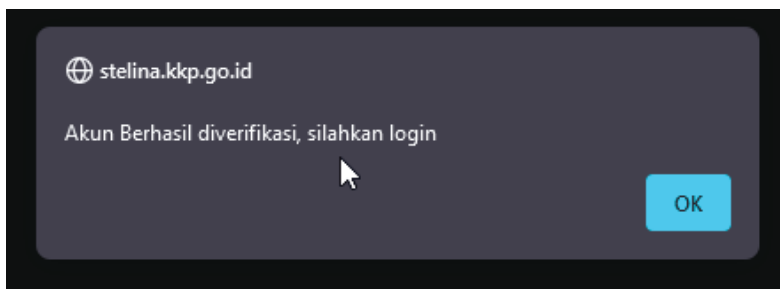 stelina.kkp.go.id
Akun Berhasil diverifikasi, silahkan login
OK